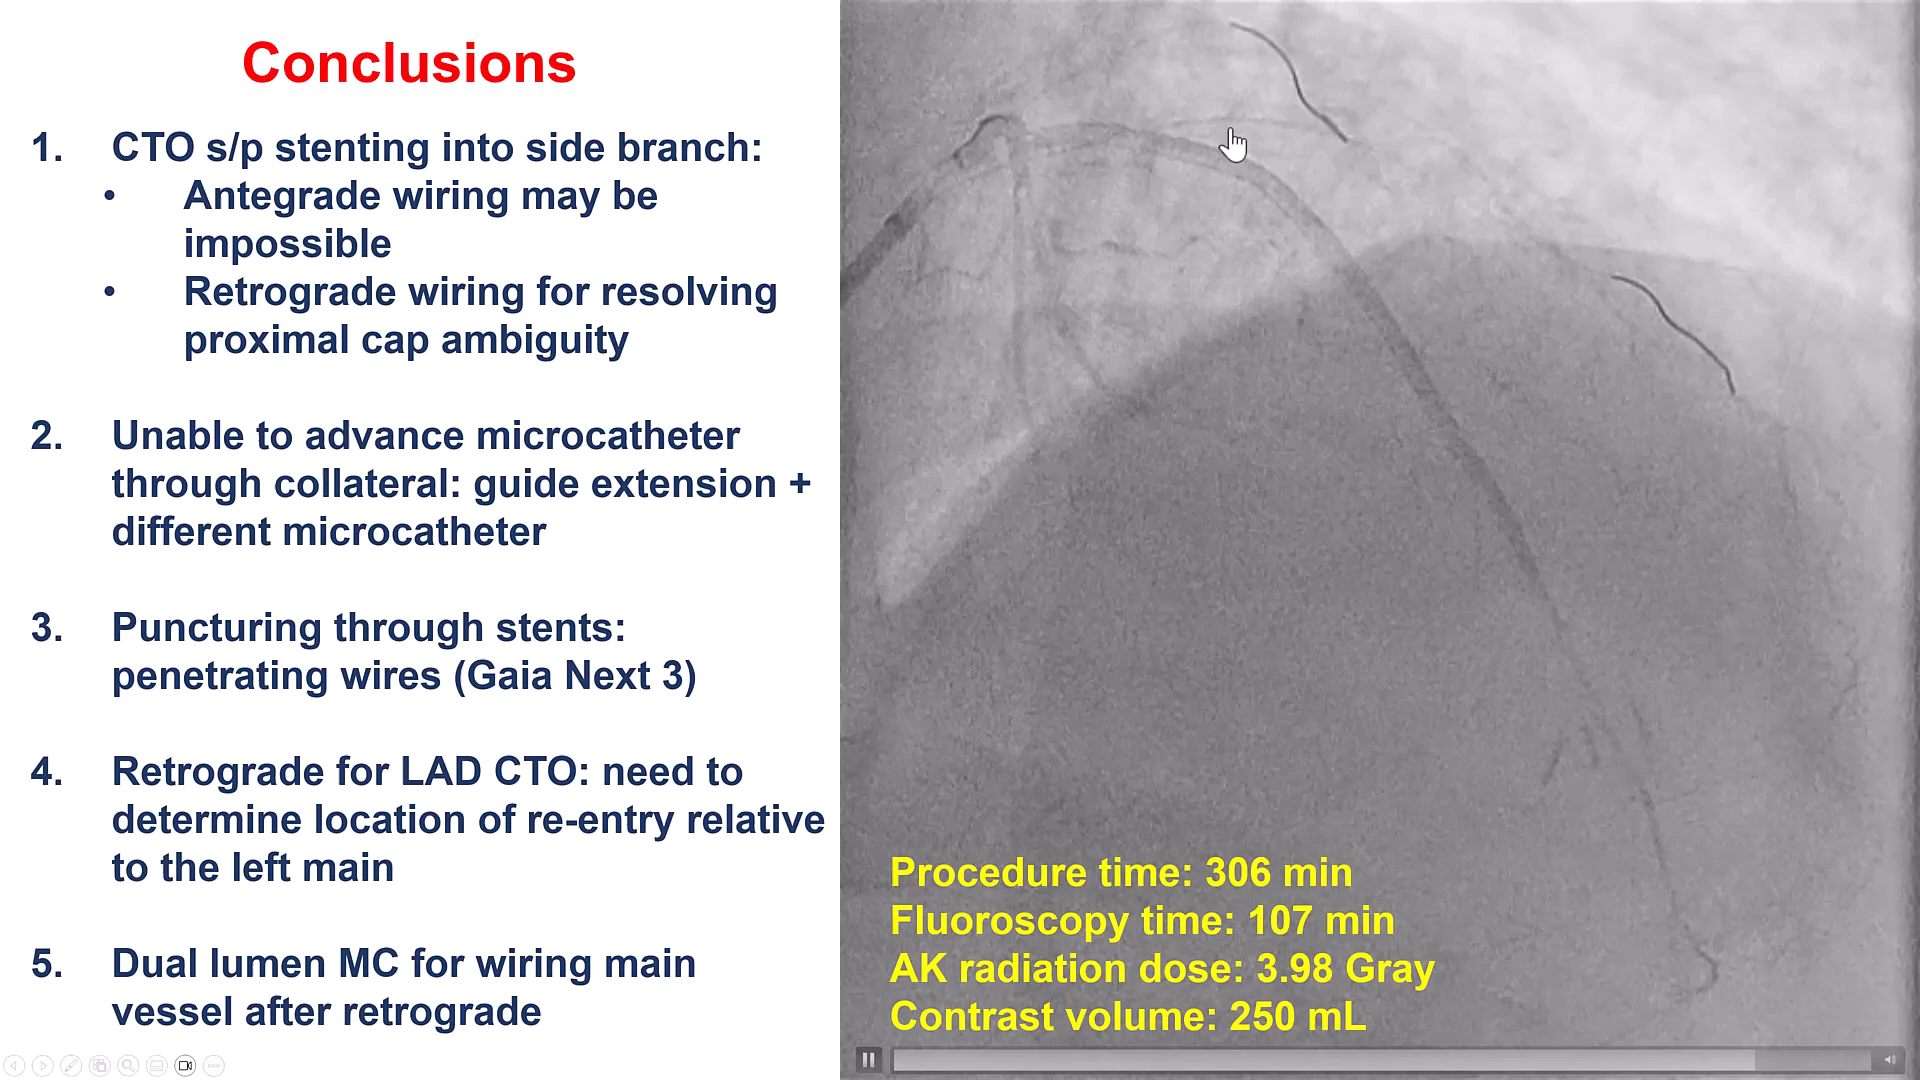 Conclusions
1. CTO s/p stenting into side branch:
• Antegrade wiring may be
impossible
• Retrograde wiring for resolving
proximal cap ambiguity
2. Unable to advance microcatheter
through collateral: guide extension +
different microcatheter
3. Puncturing through stents:
penetrating wires (Gaia Next 3)
4. Retrograde for LAD CTO: need to
determine location of re-entry relative
to the left main
5. Dual lumen MC for wiring main
vessel after retrograde
Procedure time: 306 min
Fluoroscopy time: 107 min
AK radiation dose: 3.98 Gray
Contrast volume: 250 mL